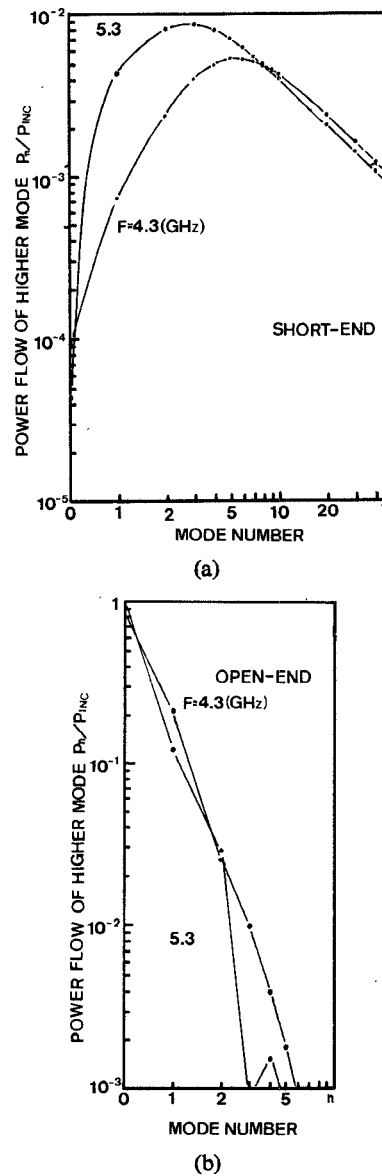 10⁻²
5.3
10⁻³
F=4.3(GHz)
SHORT-END
10⁻⁴
10⁻⁵
POWER FLOW OF HIGHER MODE Pₙ/PINC
0 1 2 5 10 20
MODE NUMBER
(a)
1
OPEN-END
F=4.3(GHz)
10⁻¹
5.3
10⁻²
10⁻³
POWER FLOW OF HIGHER MODE Pₙ/PINC
0 1 2 5 n
MODE NUMBER
(b)